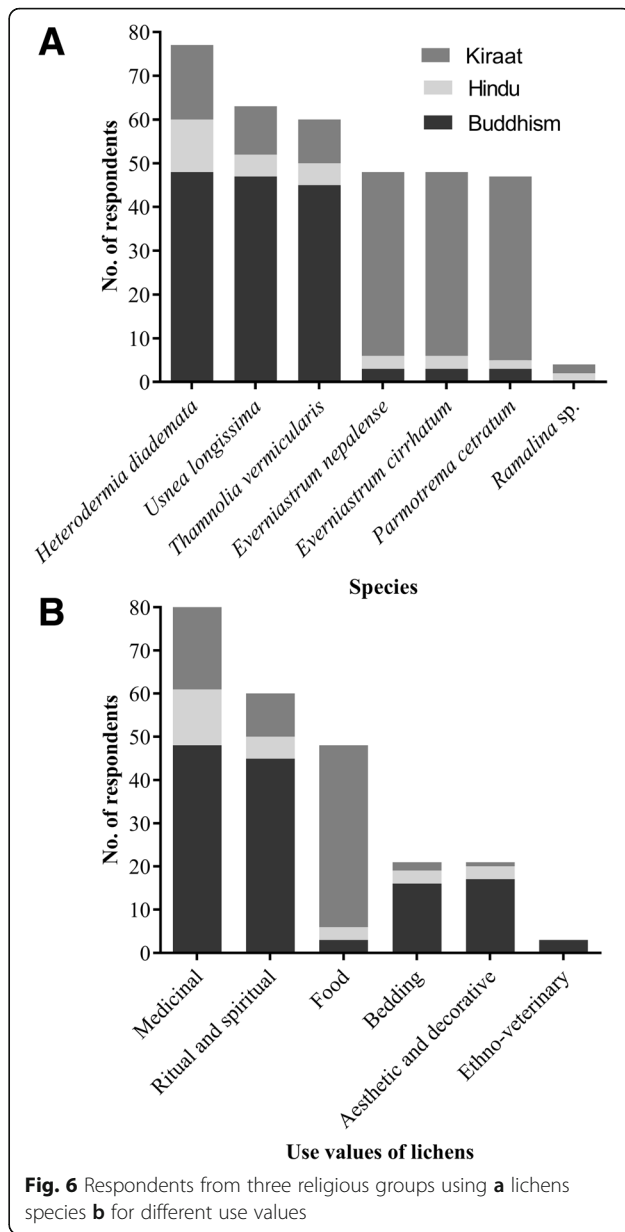 A
80
70
60
50
40
30
20
10
0
No. of respondents
Kiraat
Hindu
Buddhism
Heterodermia diademata
Usnea longissima
Thamnolia vermicularis
Everniastrum nepalense
Everniastrum cirrhatum
Parmotrema cetratum
Ramalina sp.
Species
B
80
70
60
50
40
30
20
10
0
No. of respondents
Medicinal
Ritual and spiritual
Food
Bedding
Aesthetic and decorative
Ethno-veterinary
Use values of lichens
Fig. 6 Respondents from three religious groups using a lichens
species b for different use values